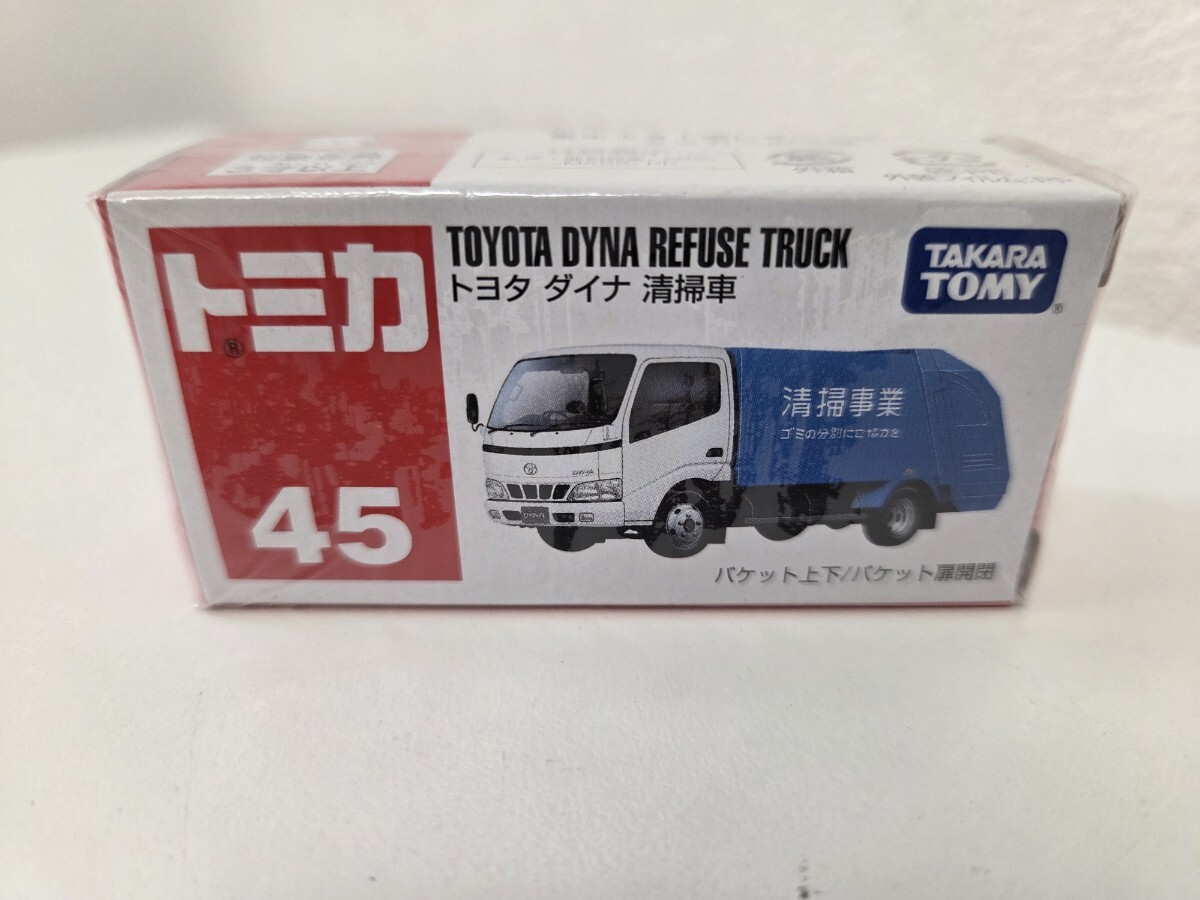 トミカ®
45
TOYOTA DYNA REFUSE TRUCK
トヨタ ダイナ 清掃車
TAKARA
TOMY®
清掃事業
ゴミの分別にご協力を
DYNA
バケット上下/バケット扉開閉